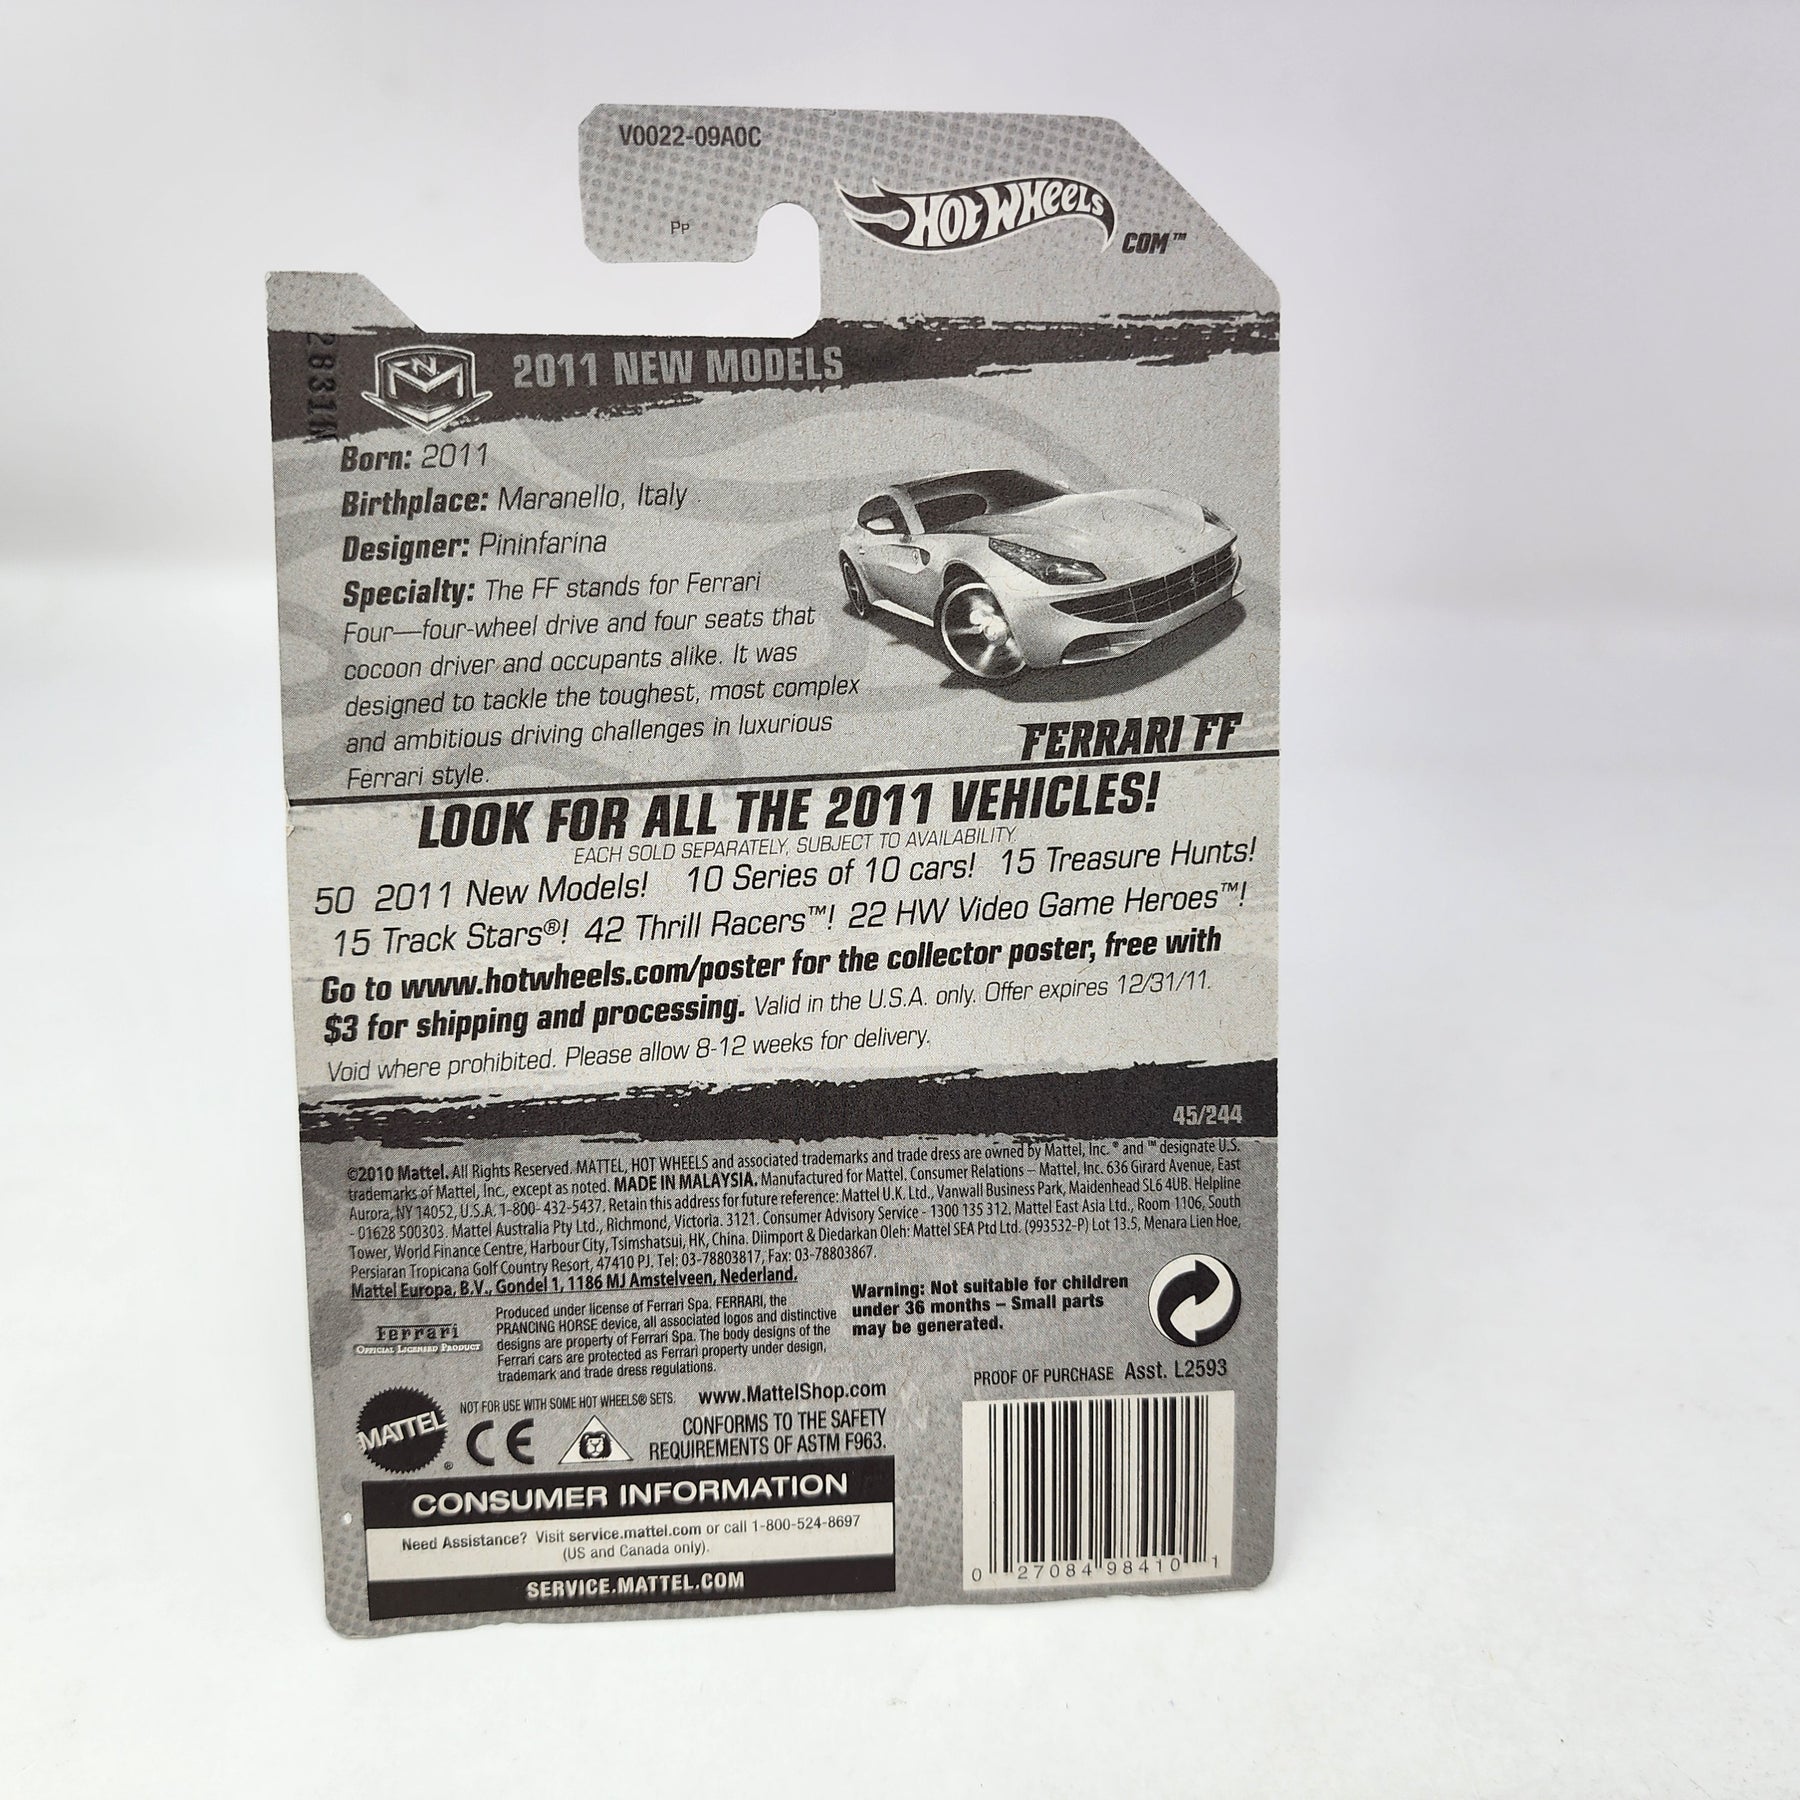 V0022-09A0C
Pp
HOT WHEELS
.COM™
2831N
NM
2011 NEW MODELS
Born: 2011
Birthplace: Maranello, Italy
Designer: Pininfarina
Specialty: The FF stands for Ferrari
Four—four-wheel drive and four seats that
cocoon driver and occupants alike. It was
designed to tackle the toughest, most complex
and ambitious driving challenges in luxurious
Ferrari style.
FERRARI FF
LOOK FOR ALL THE 2011 VEHICLES!
EACH SOLD SEPARATELY, SUBJECT TO AVAILABILITY
50 2011 New Models! 10 Series of 10 cars! 15 Treasure Hunts!
15 Track Stars®! 42 Thrill Racers™! 22 HW Video Game Heroes™!
Go to www.hotwheels.com/poster for the collector poster, free with
$3 for shipping and processing. Valid in the U.S.A. only. Offer expires 12/31/11.
Void where prohibited. Please allow 8-12 weeks for delivery.
45/244
©2010 Mattel. All Rights Reserved. MATTEL, HOT WHEELS and associated trademarks and trade dress are owned by Mattel, Inc. ® and ™ designate U.S.
trademarks of Mattel, Inc., except as noted. MADE IN MALAYSIA. Manufactured for Mattel. Consumer Relations – Mattel, Inc. 636 Girard Avenue, East
Aurora, NY 14052, U.S.A. 1-800-432-5437. Retain this address for future reference: Mattel U.K. Ltd., Vanwall Business Park, Maidenhead SL6 4UB. Helpline
- 01628 500303. Mattel Australia Pty Ltd., Richmond, Victoria. 3121. Consumer Advisory Service - 1300 135 312. Mattel East Asia Ltd., Room 1106, South
Tower, World Finance Centre, Harbour City, Tsimshatsui, HK, China. Diimport & Diedarkan Oleh: Mattel SEA Ptd Ltd. (993532-P) Lot 13.5, Menara Lien Hoe,
Persiaran Tropicana Golf Country Resort, 47410 PJ. Tel: 03-78803817, Fax: 03-78803867.
Mattel Europa, B.V., Gondel 1, 1186 MJ Amstelveen, Nederland.
Ferrari
OFFICIAL LICENSED PRODUCT
Produced under license of Ferrari Spa. FERRARI, the
PRANCING HORSE device, all associated logos and distinctive
designs are property of Ferrari Spa. The body designs of the
Ferrari cars are protected as Ferrari property under design,
trademark and trade dress regulations.
Warning: Not suitable for children
under 36 months – Small parts
may be generated.
PROOF OF PURCHASE Asst. L2593
NOT FOR USE WITH SOME HOT WHEELS® SETS. www.MattelShop.com
MATTEL ®
CE
CONFORMS TO THE SAFETY
REQUIREMENTS OF ASTM F963.
CONSUMER INFORMATION
Need Assistance? Visit service.mattel.com or call 1-800-524-8697
(US and Canada only).
SERVICE.MATTEL.COM
0 27084 98410 1